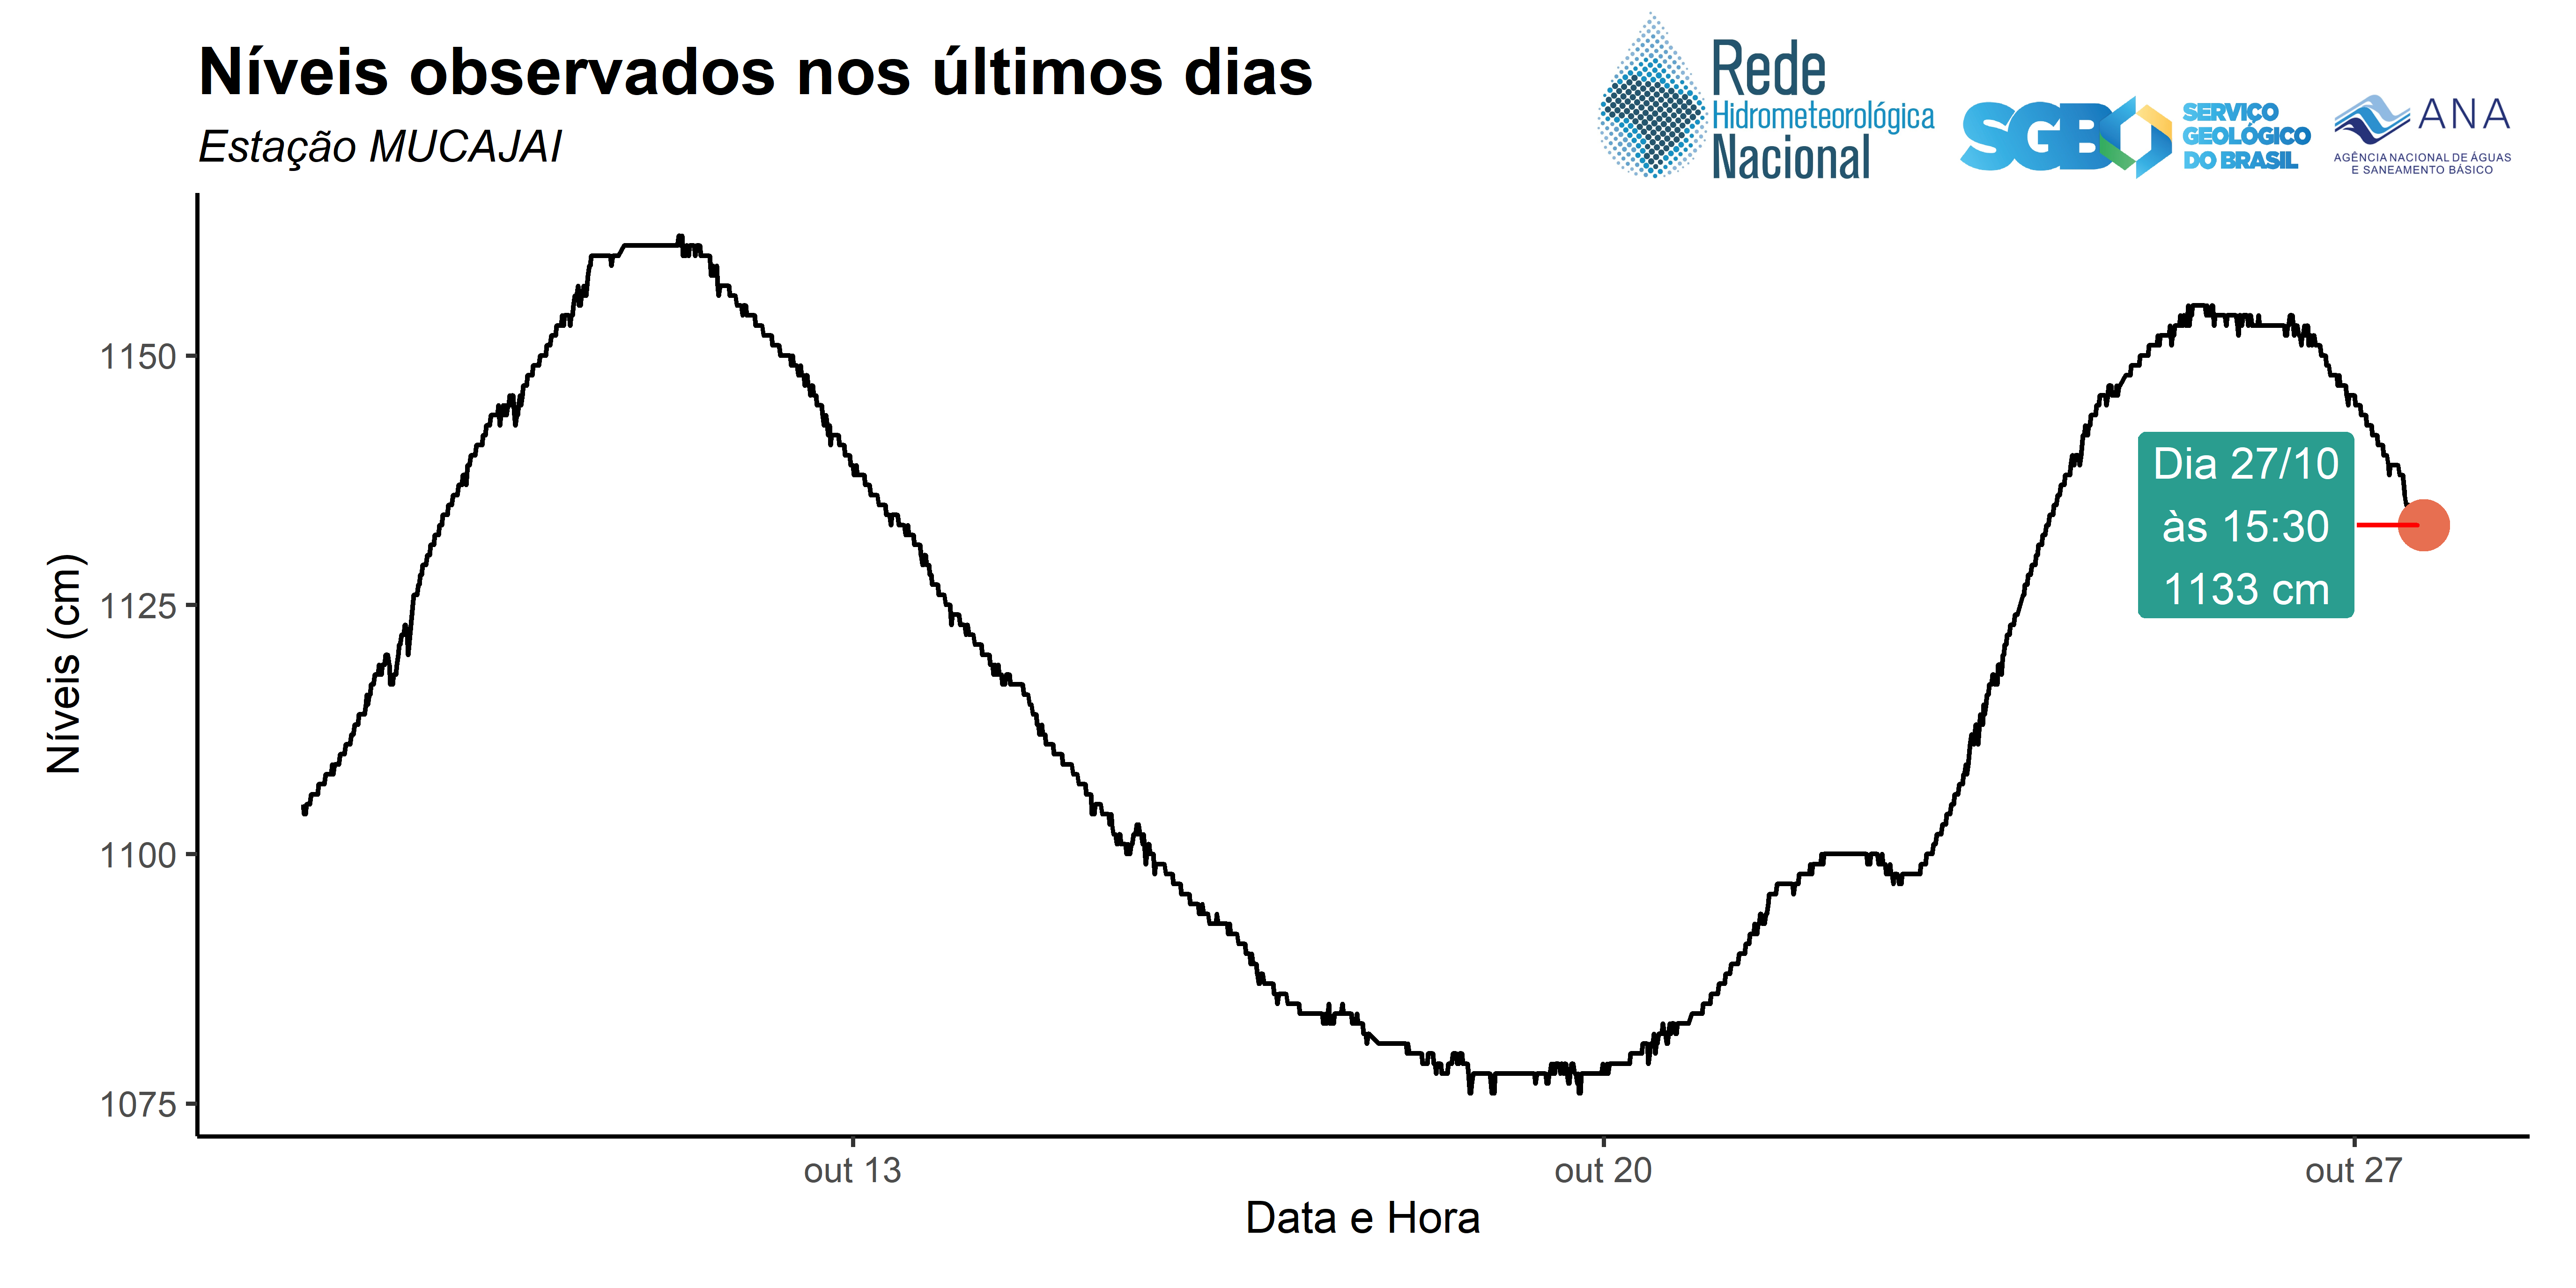 Níveis observados nos últimos dias
Estação MUCAJAI
Rede
Hidrometeorológica
Nacional
SGB
SERVIÇO
GEOLÓGICO
DO BRASIL
ANA
AGÊNCIA NACIONAL DE ÁGUAS
E SANEAMENTO BÁSICO
Níveis (cm)
1150
1125
1100
1075
Dia 27/10
às 15:30
1133 cm
out 13
out 20
out 27
Data e Hora